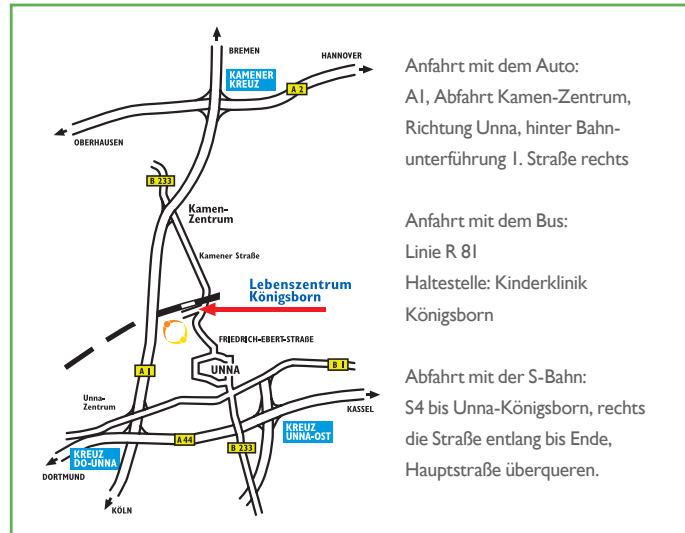 BREMEN
HANNOVER
KAMENER
KREUZ
A 2
OBERHAUSEN
B 233
Kamen-
Zentrum
Kamener Straße
Lebenszentrum
Königsborn
FRIEDRICH-EBERT-STRAßE
UNNA
B 1
A 1
Unna-
Zentrum
KASSEL
A 44
KREUZ
UNNA-OST
B 233
KREUZ
DO-UNNA
DORTMUND
KÖLN
Anfahrt mit dem Auto:
A1, Abfahrt Kamen-Zentrum,
Richtung Unna, hinter Bahn-
unterführung 1. Straße rechts
Anfahrt mit dem Bus:
Linie R 81
Haltestelle: Kinderklinik
Königsborn
Abfahrt mit der S-Bahn:
S4 bis Unna-Königsborn, rechts
die Straße entlang bis Ende,
Hauptstraße überqueren.